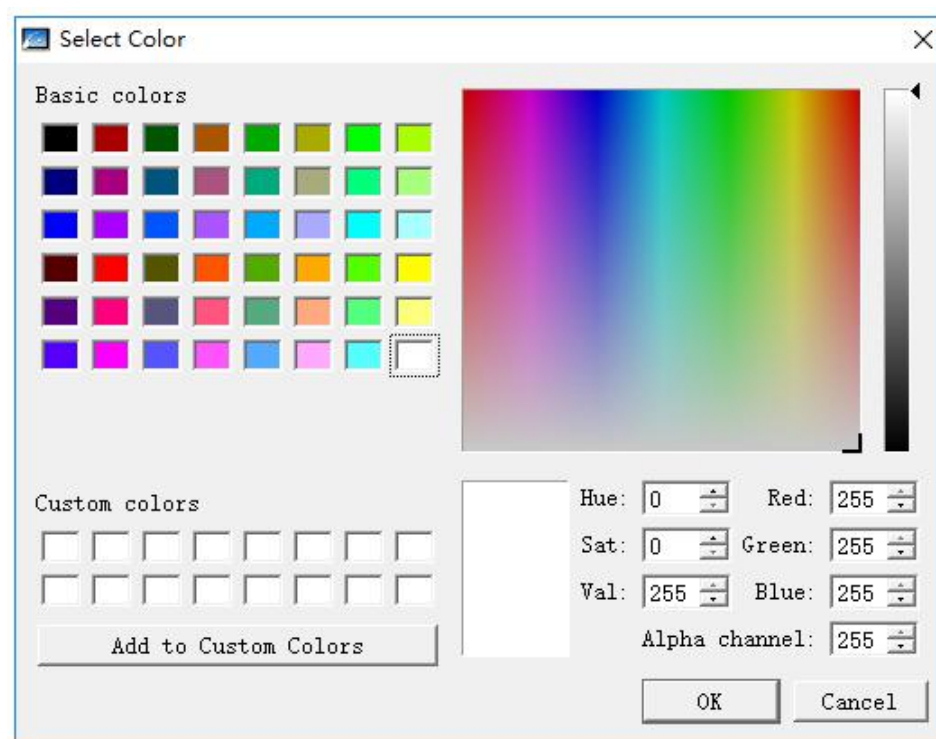 Select Color
Basic colors
Custom colors
Add to Custom Colors
Hue: 0 Red: 255
Sat: 0 Green: 255
Val: 255 Blue: 255
Alpha channel: 255
OK Cancel